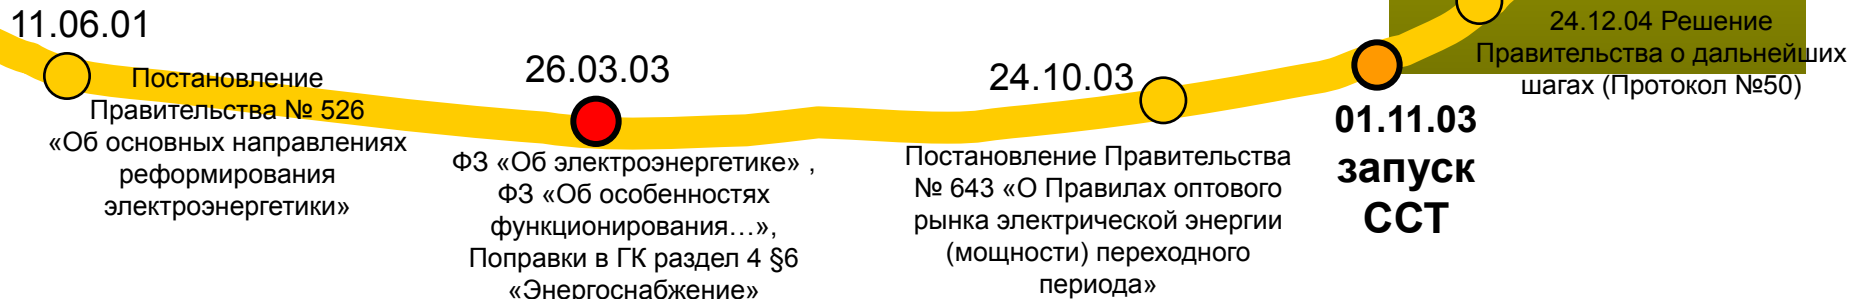 11.06.01
Постановление
Правительства № 526
«Об основных направлениях
реформирования
электроэнергетики»
26.03.03
ФЗ «Об электроэнергетике» ,
ФЗ «Об особенностях
функционирования…»,
Поправки в ГК раздел 4 §6
«Энергоснабжение»
24.10.03
Постановление Правительства
№ 643 «О Правилах оптового
рынка электрической энергии
(мощности) переходного
периода»
01.11.03
запуск
ССТ
24.12.04 Решение
Правительства о дальнейших
шагах (Протокол №50)